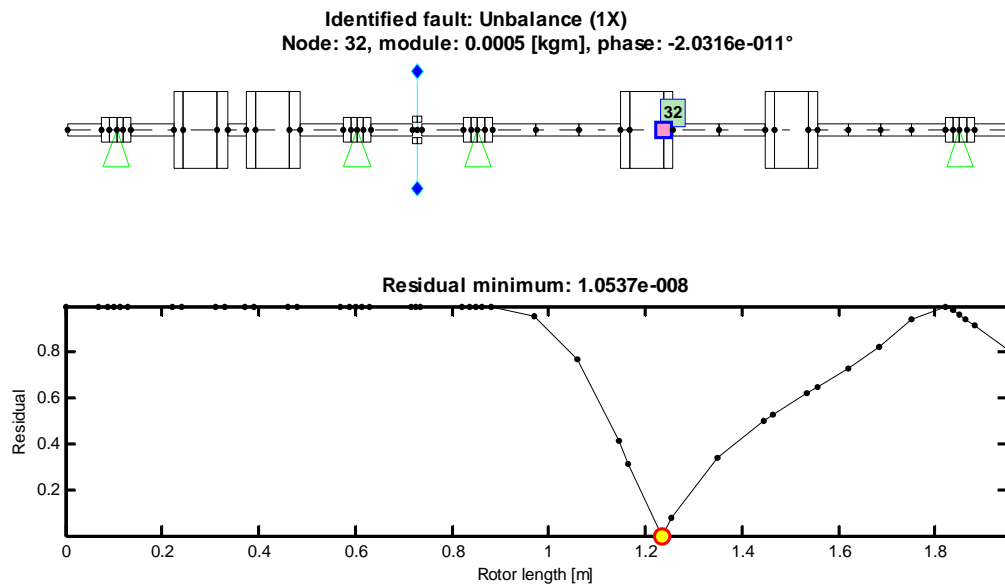 Identified fault: Unbalance (1X)
Node: 32, module: 0.0005 [kgm], phase: -2.0316e-011°
32
Residual minimum: 1.0537e-008
0.8
0.6
0.4
0.2
Residual
0 0.2 0.4 0.6 0.8 1 1.2 1.4 1.6 1.8
Rotor length [m]